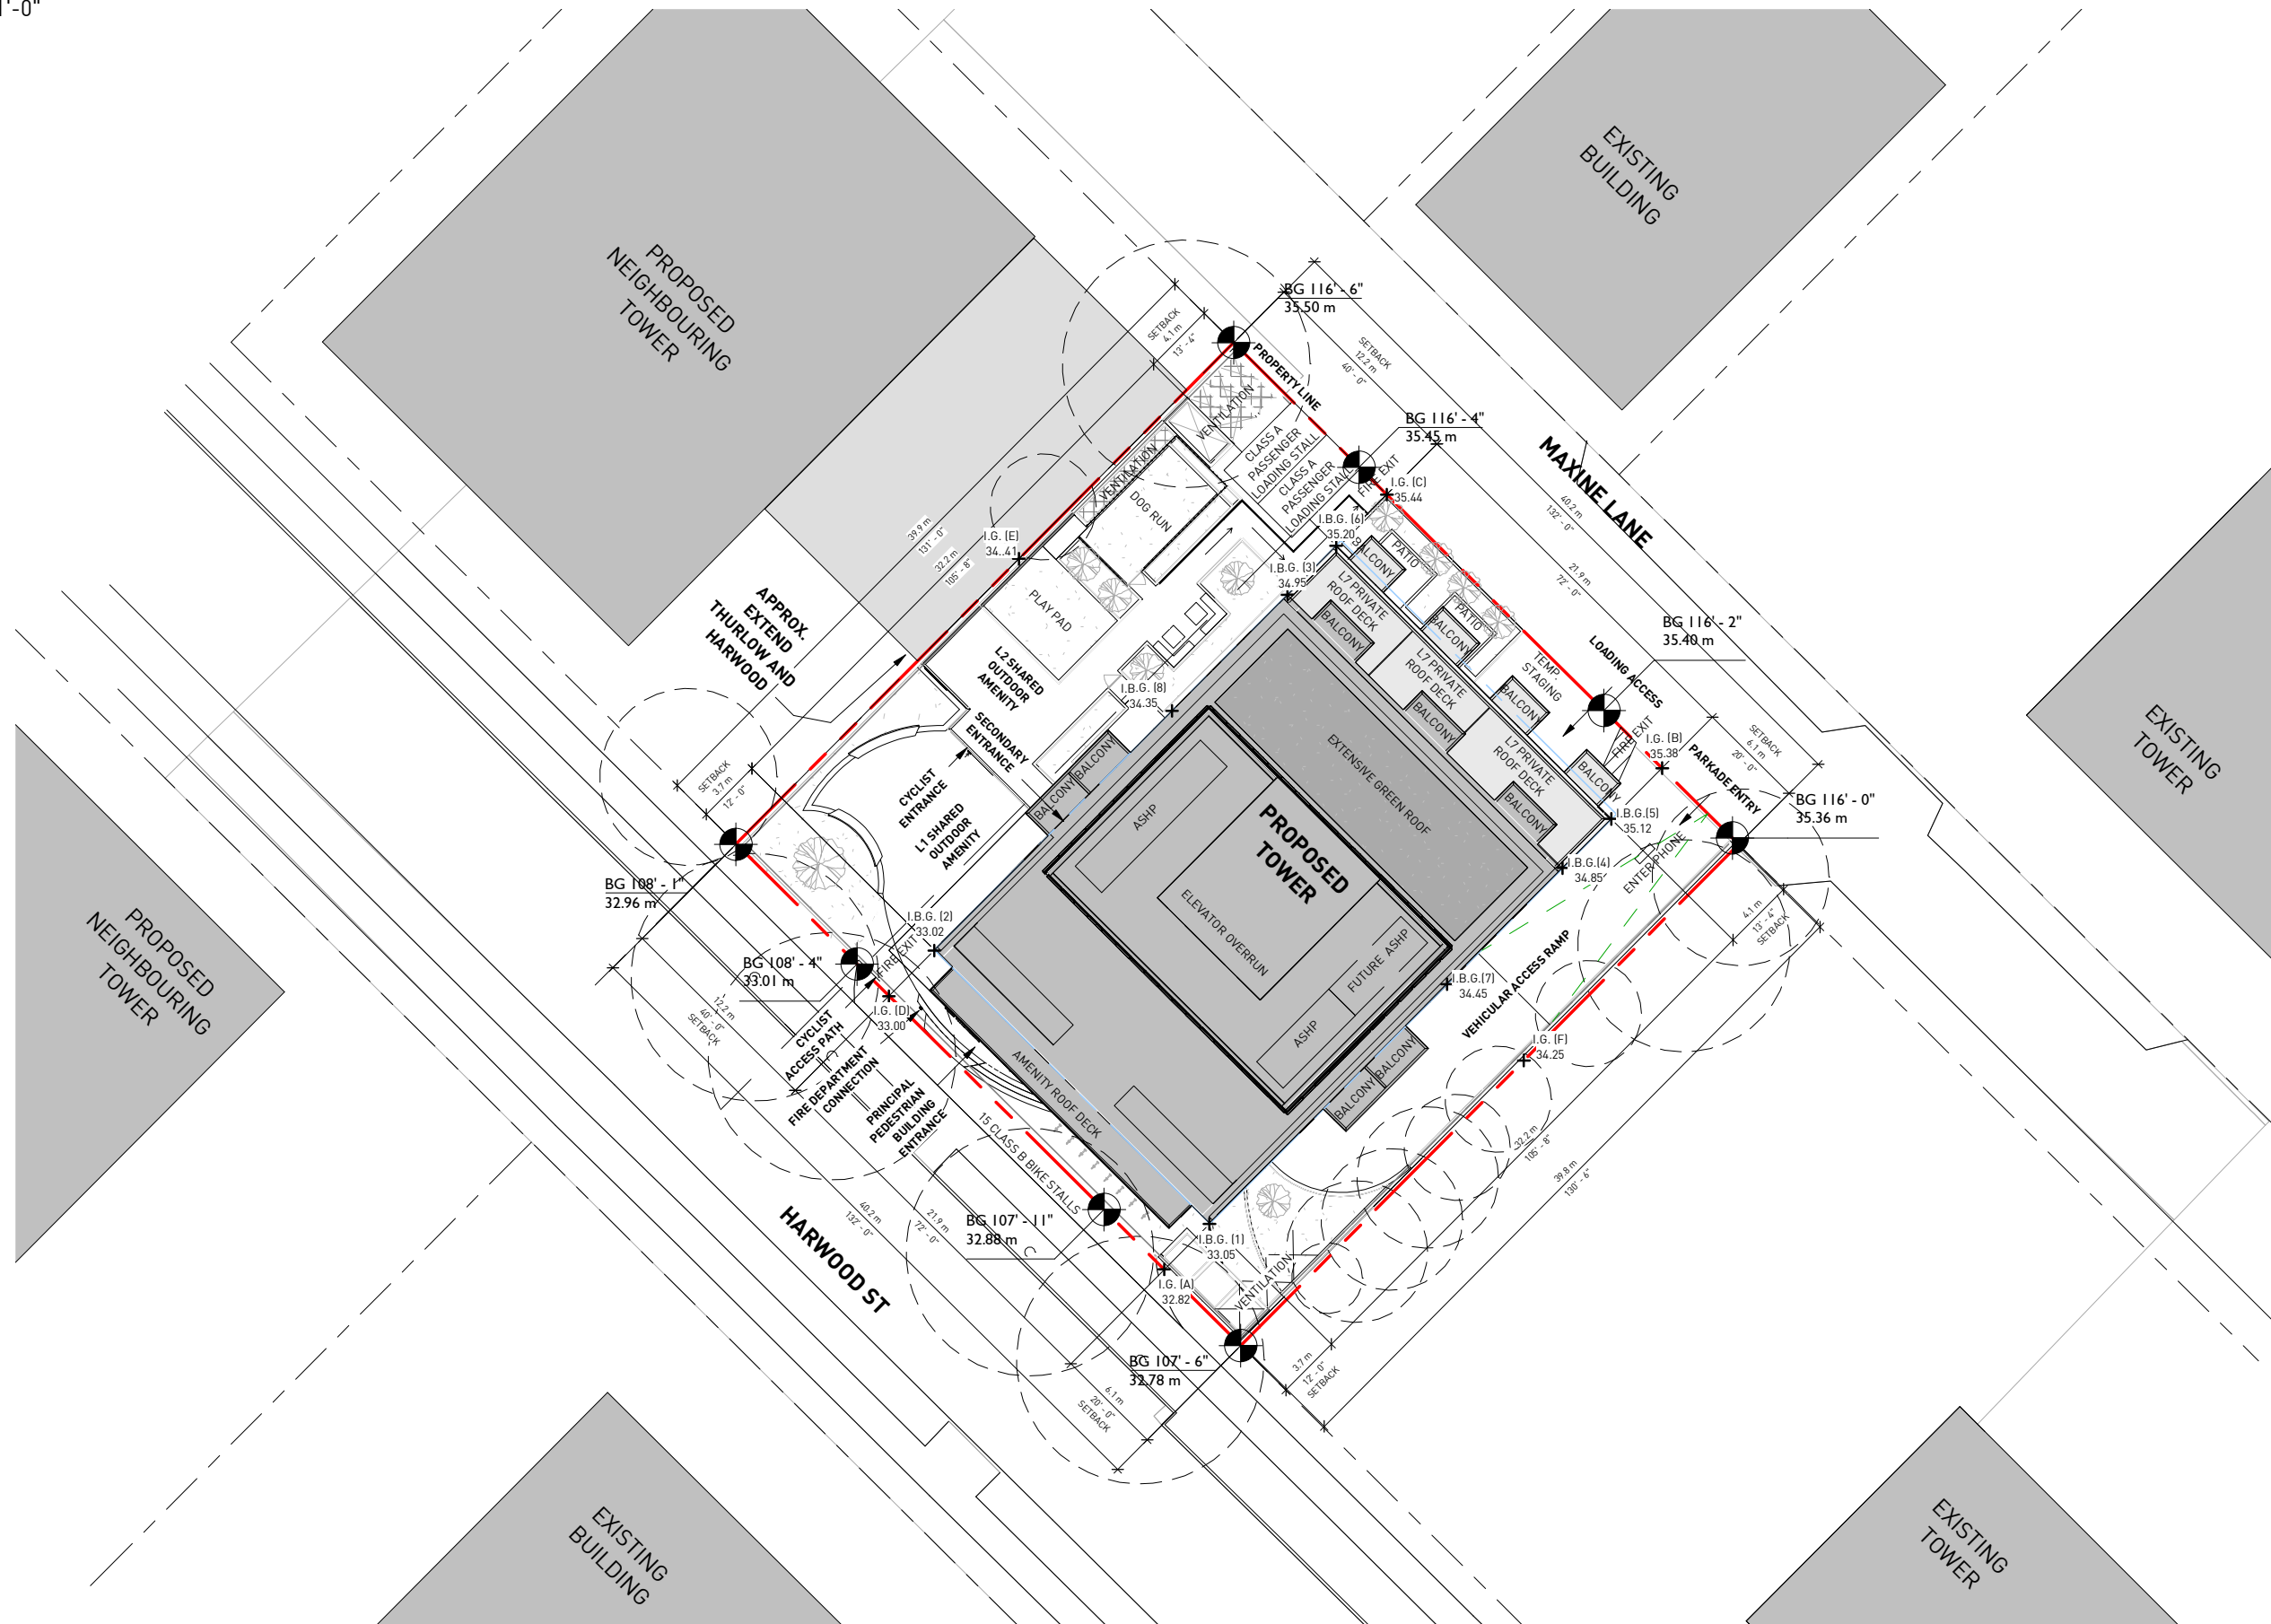 1'-0"
EXISTING
BUILDING
PROPOSED
NEIGHBOURING
TOWER
BG 116' - 6"
35.50 m
SETBACK
4.1 m
13' - 4"
SETBACK
12.2 m
40' - 0"
PROPERTY LINE
BG 116' - 4"
35.45 m
MAXINE LANE
VENTILATION
CLASS A
PASSENGER
LOADING STALL
CLASS A
PASSENGER
LOADING STALL
FIRE EXIT
I.G. (C)
35.44
VENTILATION
DOG RUN
40.2 m
132' - 0"
39.9 m
131' - 0"
32.2 m
105' - 8"
I.G. (E)
34..41
I.B.G. (6)
35.20
BALCONY
PATIO
21.9 m
72' - 0"
I.B.G. (3)
34.95
L7 PRIVATE
ROOF DECK
BALCONY
PATIO
BALCONY
BG 116' - 2"
35.40 m
APPROX.
EXTEND
THURLOW AND
HARWOOD
PLAY PAD
L2 SHARED
OUTDOOR
AMENITY
L7 PRIVATE
ROOF DECK
BALCONY
TEMP.
STAGING
BALCONY
LOADING ACCESS
I.B.G. (8)
34.35
SECONDARY
ENTRANCE
FIRE EXIT
I.G. (B)
35.38
PARKADE ENTRY
SETBACK
6.1 m
20' - 0"
EXISTING
TOWER
L7 PRIVATE
ROOF DECK
BALCONY
BALCONY
BG 116' - 0"
35.36 m
SETBACK
3.7 m
12' - 0"
CYCLIST
ENTRANCE
L1 SHARED
OUTDOOR
AMENITY
BALCONY
BALCONY
ASHP
EXTENSIVE GREEN ROOF
PROPOSED
TOWER
I.B.G.(5)
35.12
I.B.G.(4)
34.85
ENTER PHONE
BG 108' - 1"
32.96 m
4.1 m
13' - 4"
SETBACK
PROPOSED
NEIGHBOURING
TOWER
I.B.G. (2)
33.02
FIRE EXIT
BG 108' - 4"
33.01 m
ELEVATOR OVERRUN
FUTURE ASHP
I.B.G.(7)
34.45
VEHICULAR ACCESS RAMP
12.2 m
40' - 0"
SETBACK
I.G. (D)
33.00
CYCLIST
ACCESS PATH
FIRE DEPARTMENT
CONNECTION
PRINCIPAL
PEDESTRIAN
BUILDING
ENTRANCE
AMENITY ROOF DECK
ASHP
BALCONY
BALCONY
I.G. (F)
34.25
15 CLASS B BIKE STALLS
32.2 m
105' - 8"
39.8 m
130' - 6"
HARWOOD ST
40.2 m
132' - 0"
21.9 m
72' - 0"
BG 107' - 11"
32.88 m
I.B.G. (1)
33.05
I.G. (A)
32.82
VENTILATION
BG 107' - 6"
32.78 m
3.7 m
12' - 0"
SETBACK
6.1 m
20' - 0"
SETBACK
EXISTING
BUILDING
EXISTING
TOWER